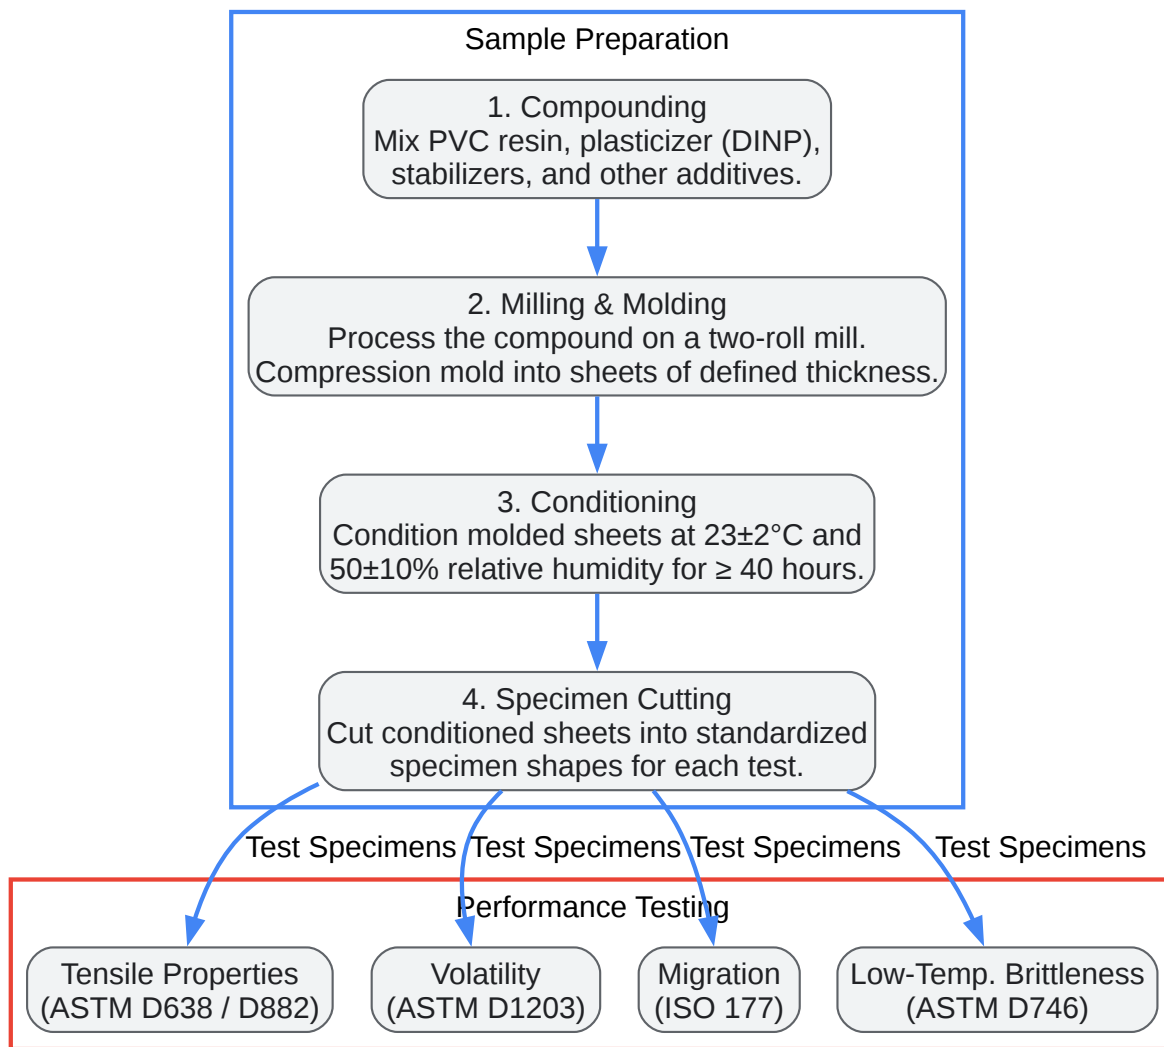 Sample Preparation
1. Compounding
Mix PVC resin, plasticizer (DINP),
stabilizers, and other additives.
2. Milling & Molding
Process the compound on a two-roll mill.
Compression mold into sheets of defined thickness.
3. Conditioning
Condition molded sheets at 23±2°C and
50±10% relative humidity for ≥ 40 hours.
4. Specimen Cutting
Cut conditioned sheets into standardized
specimen shapes for each test.
Test Specimens Test Specimens Test Specimens Test Specimens
Performance Testing
Tensile Properties
(ASTM D638 / D882)
Volatility
(ASTM D1203)
Migration
(ISO 177)
Low-Temp. Brittleness
(ASTM D746)